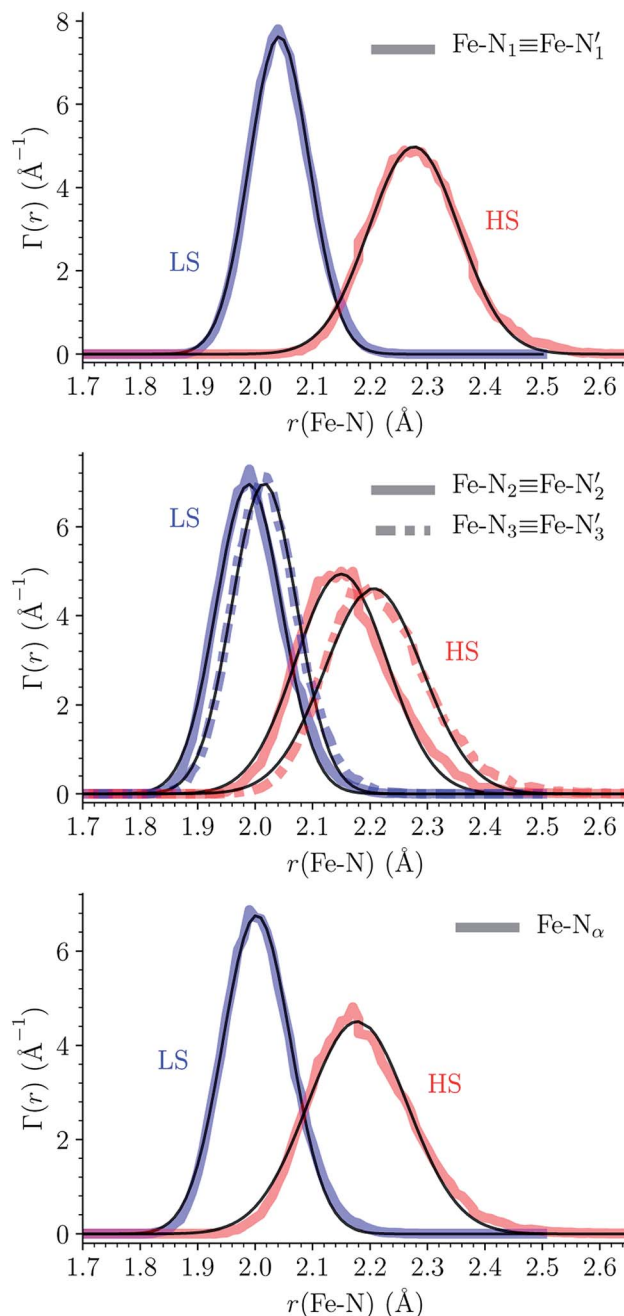 8
6
4
2
0
Γ(r) (Å⁻¹)
Fe-N₁≡Fe-N′₁
LS
HS
1.7 1.8 1.9 2.0 2.1 2.2 2.3 2.4 2.5 2.6
r(Fe-N) (Å)
6
4
2
0
Γ(r) (Å⁻¹)
Fe-N₂≡Fe-N′₂
Fe-N₃≡Fe-N′₃
LS
HS
1.7 1.8 1.9 2.0 2.1 2.2 2.3 2.4 2.5 2.6
r(Fe-N) (Å)
6
4
2
0
Γ(r) (Å⁻¹)
Fe-Nα
LS
HS
1.7 1.8 1.9 2.0 2.1 2.2 2.3 2.4 2.5 2.6
r(Fe-N) (Å)